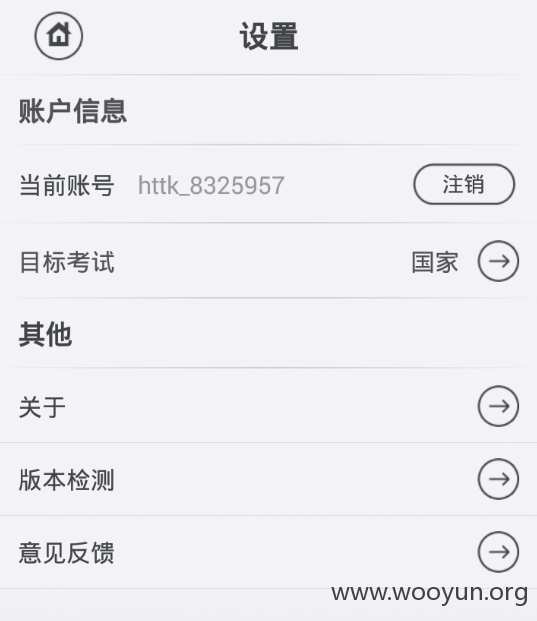 设置
账户信息
当前账号 httk_8325957 注销
目标考试 国家
其他
关于
版本检测
意见反馈
www.wooyun.org